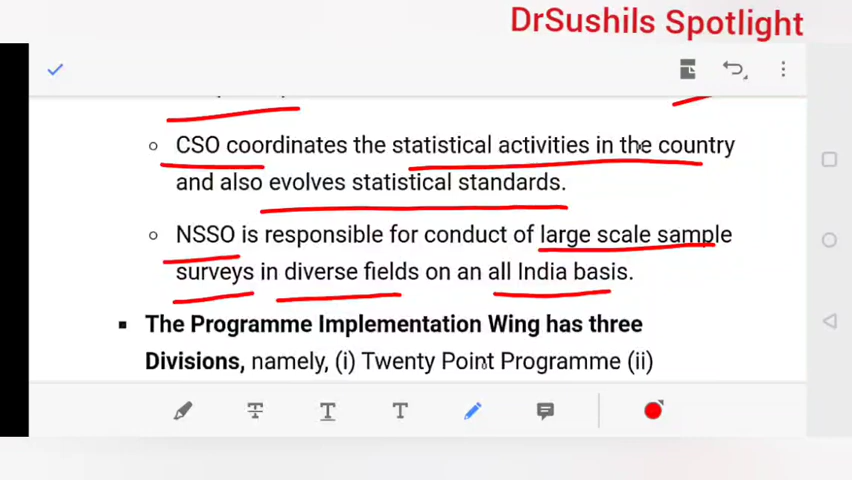 DrSushils Spotlight
CSO coordinates the statistical activities in the country
and also evolves statistical standards.
NSSO is responsible for conduct of large scale sample
surveys in diverse fields on an all India basis.
The Programme Implementation Wing has three
Divisions, namely, (i) Twenty Point Programme (ii)